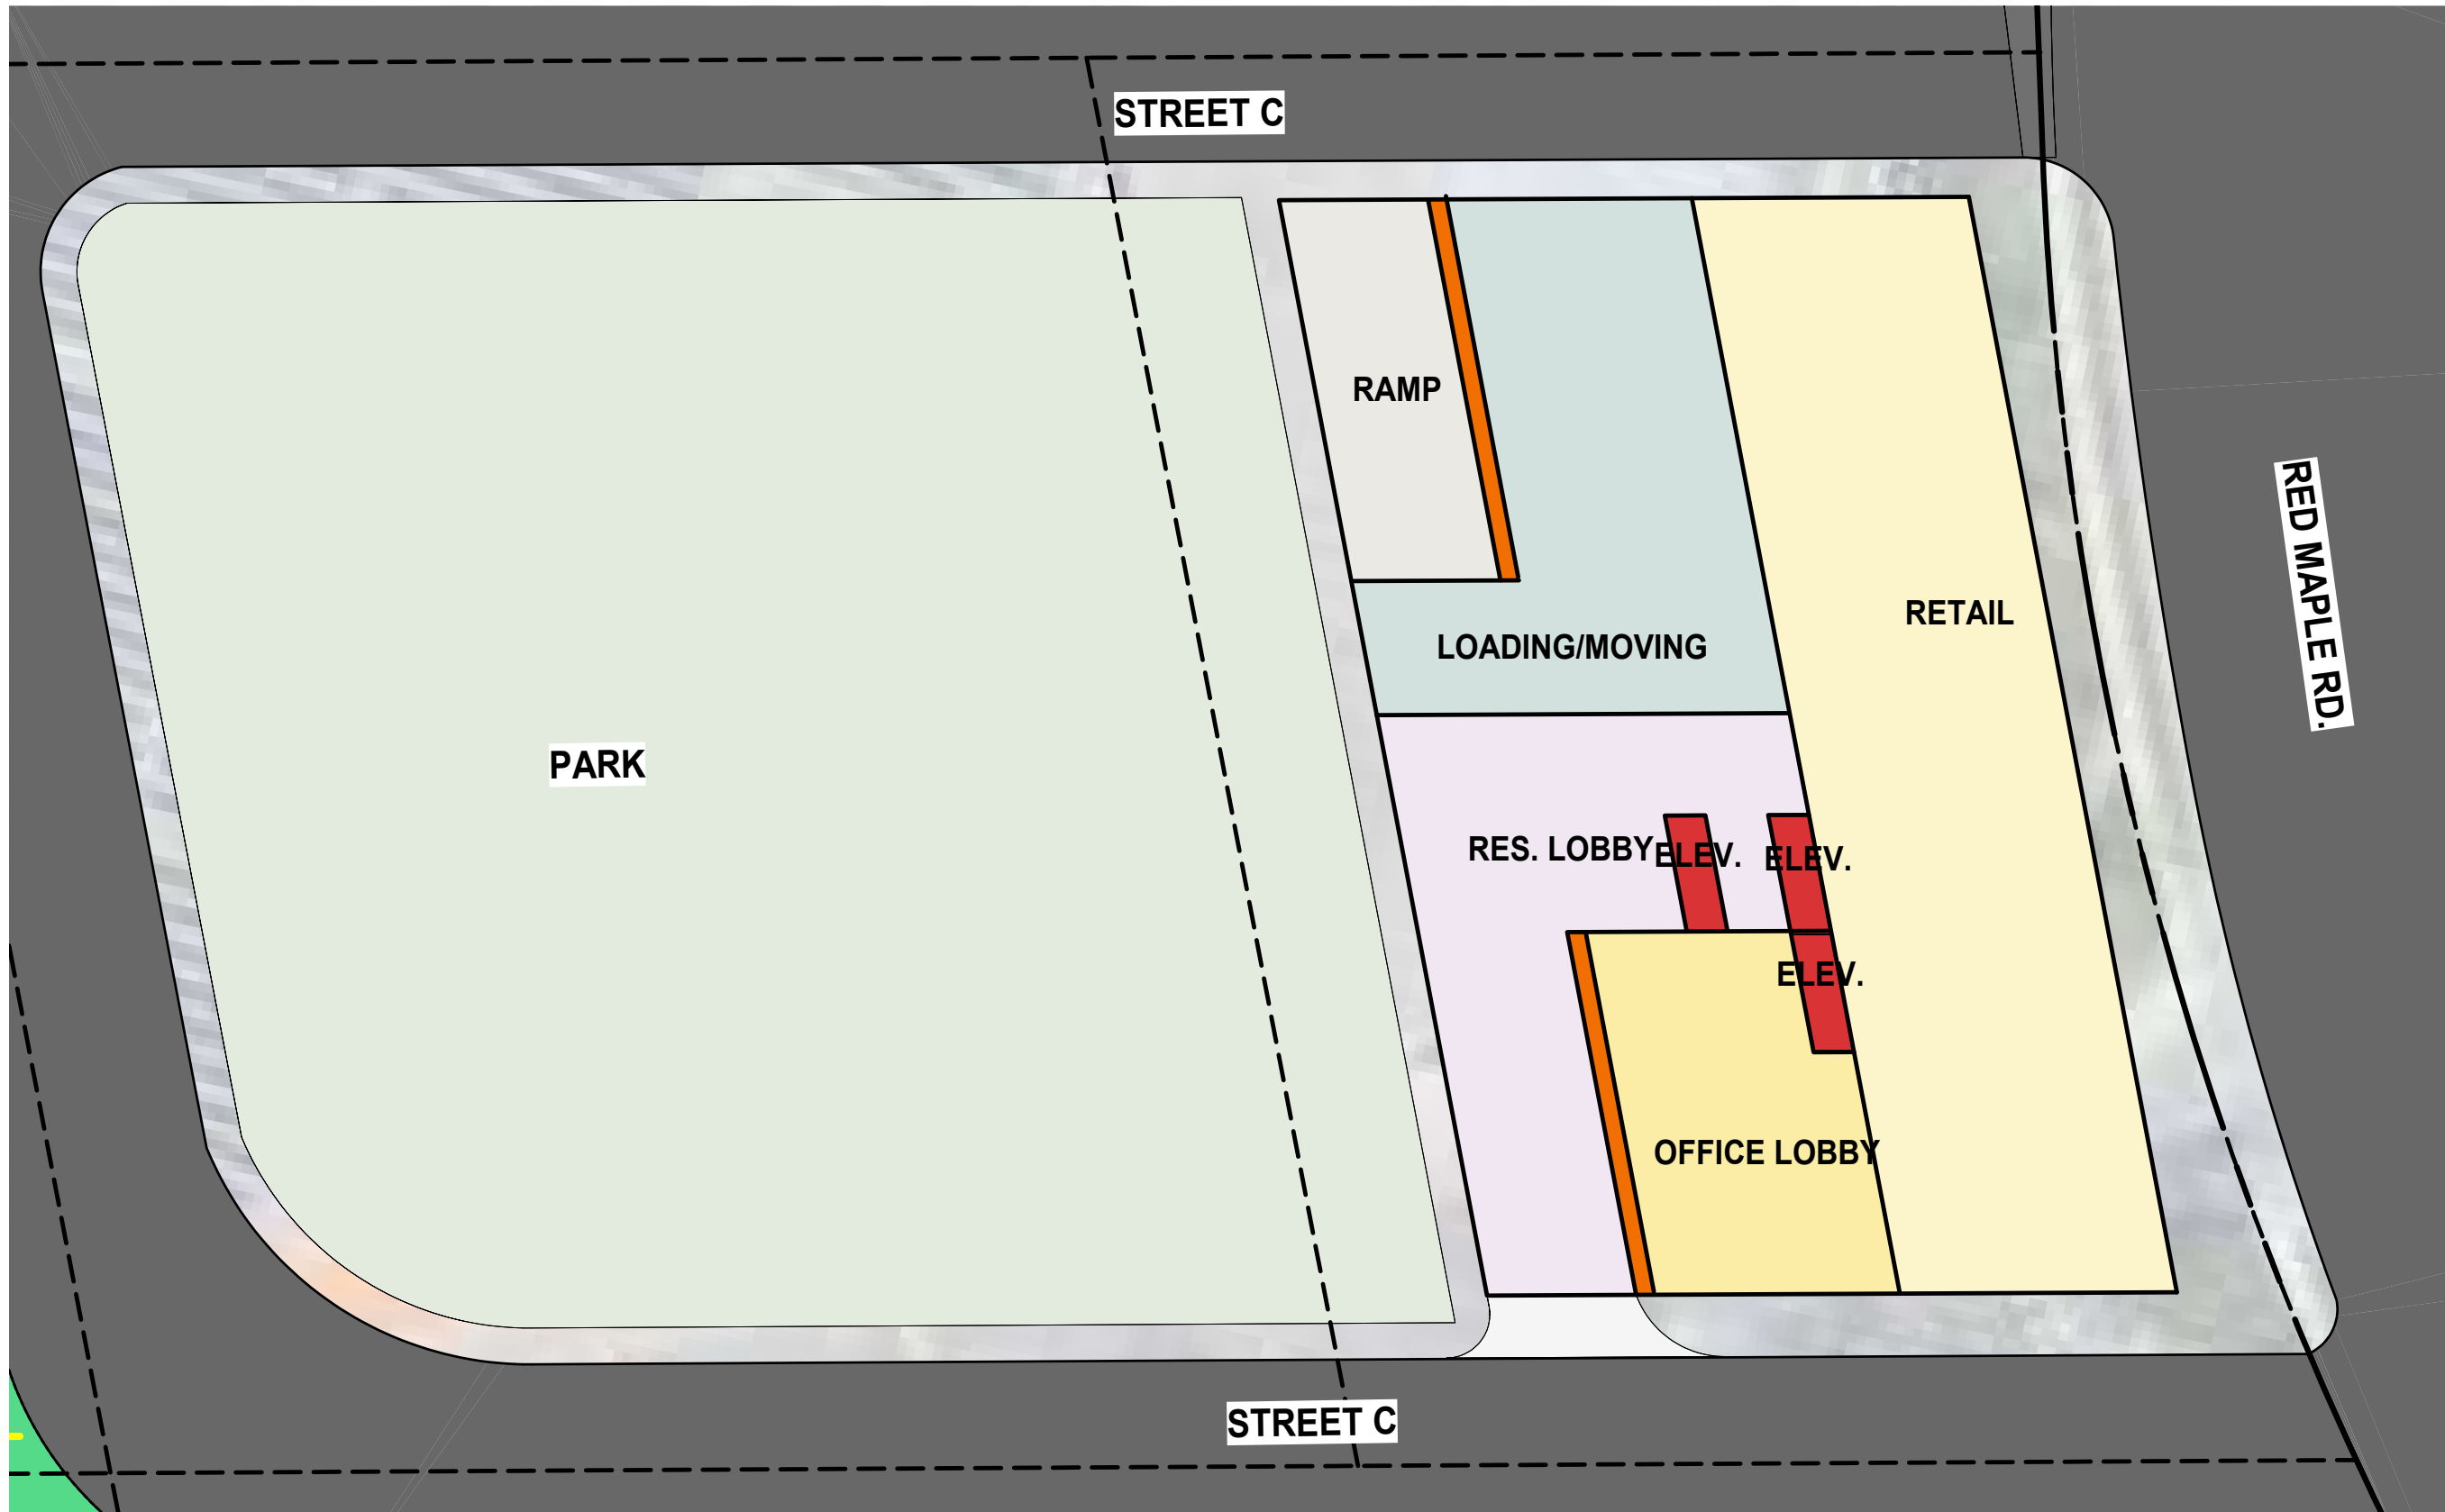 STREET C
RAMP
RED MAPLE RD.
RETAIL
LOADING/MOVING
PARK
RES. LOBBY
ELEV.
ELEV.
ELEV.
OFFICE LOBBY
STREET C